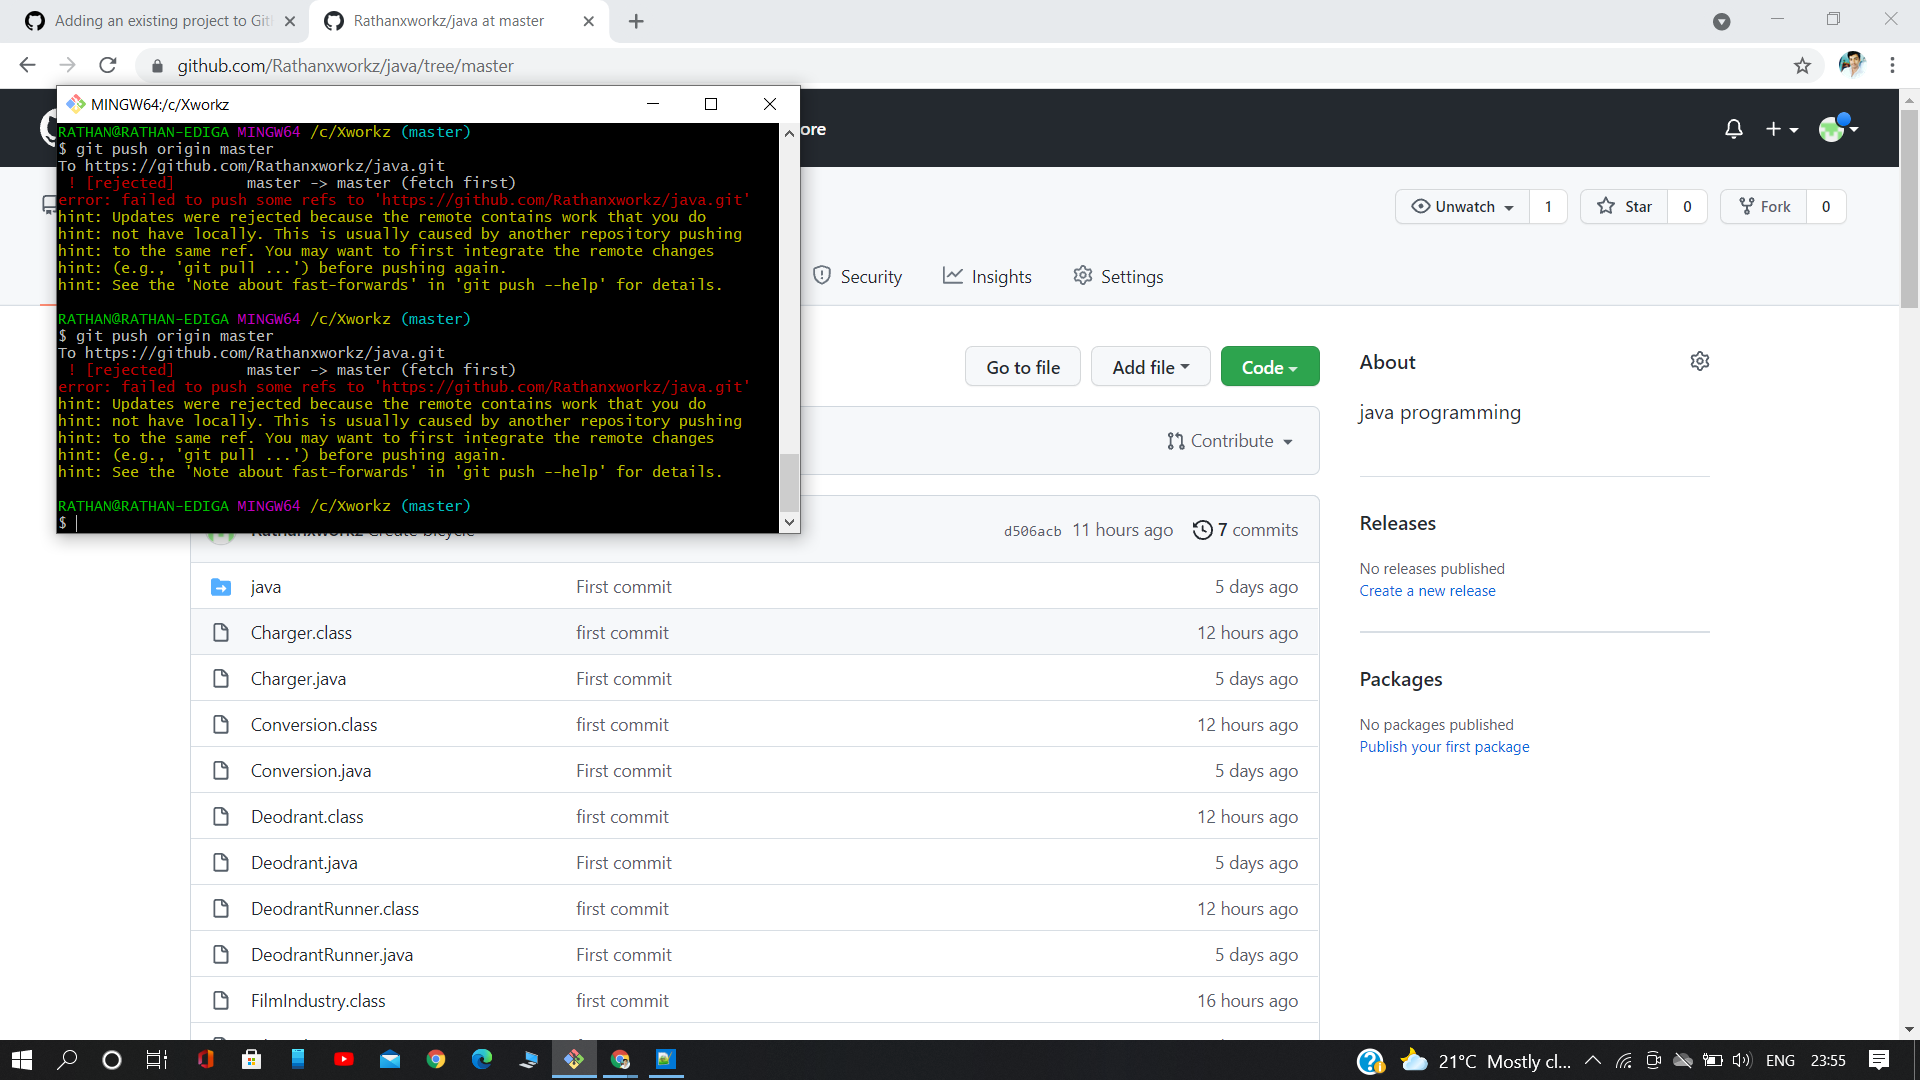 Adding an existing project to Git
Rathanxworkz/java at master
github.com/Rathanxworkz/java/tree/master
MINGW64:/c/Xworkz
RATHAN@RATHAN-EDIGA MINGW64 /c/Xworkz (master)
$ git push origin master
To https://github.com/Rathanxworkz/java.git
! [rejected] master -> master (fetch first)
error: failed to push some refs to 'https://github.com/Rathanxworkz/java.git'
hint: Updates were rejected because the remote contains work that you do
hint: not have locally. This is usually caused by another repository pushing
hint: to the same ref. You may want to first integrate the remote changes
hint: (e.g., 'git pull ...') before pushing again.
hint: See the 'Note about fast-forwards' in 'git push --help' for details.
RATHAN@RATHAN-EDIGA MINGW64 /c/Xworkz (master)
$ git push origin master
To https://github.com/Rathanxworkz/java.git
! [rejected] master -> master (fetch first)
error: failed to push some refs to 'https://github.com/Rathanxworkz/java.git'
hint: Updates were rejected because the remote contains work that you do
hint: not have locally. This is usually caused by another repository pushing
hint: to the same ref. You may want to first integrate the remote changes
hint: (e.g., 'git pull ...') before pushing again.
hint: See the 'Note about fast-forwards' in 'git push --help' for details.
RATHAN@RATHAN-EDIGA MINGW64 /c/Xworkz (master)
$
ore
Unwatch 1 Star 0 Fork 0
Security Insights Settings
Go to file Add file Code
Contribute
Rathanxworkz Create bicycle d506acb 11 hours ago 7 commits
java First commit 5 days ago
Charger.class first commit 12 hours ago
Charger.java First commit 5 days ago
Conversion.class first commit 12 hours ago
Conversion.java First commit 5 days ago
Deodrant.class first commit 12 hours ago
Deodrant.java First commit 5 days ago
DeodrantRunner.class first commit 12 hours ago
DeodrantRunner.java First commit 5 days ago
FilmIndustry.class first commit 16 hours ago
About
java programming
Releases
No releases published
Create a new release
Packages
No packages published
Publish your first package
21°C Mostly cl... ENG 23:55